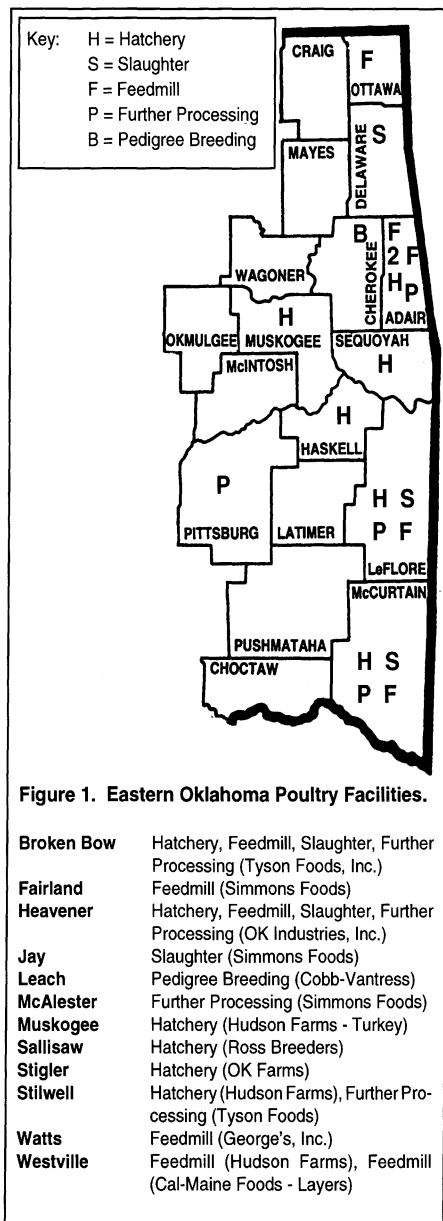 Key: H = Hatchery
S = Slaughter
F = Feedmill
P = Further Processing
B = Pedigree Breeding
CRAIG
F
OTTAWA
DELAWARE
S
MAYES
B
CHEROKEE
F
2 F
H P
ADAIR
WAGONER
H
OKMULGEE
MUSKOGEE
SEQUOYAH
H
McINTOSH
H
HASKELL
P
PITTSBURG
LATIMER
H S
P F
LeFLORE
McCURTAIN
PUSHMATAHA
CHOCTAW
H S
P F
Figure 1. Eastern Oklahoma Poultry Facilities.
Broken Bow Hatchery, Feedmill, Slaughter, Further
Processing (Tyson Foods, Inc.)
Fairland Feedmill (Simmons Foods)
Heavener Hatchery, Feedmill, Slaughter, Further
Processing (OK Industries, Inc.)
Jay Slaughter (Simmons Foods)
Leach Pedigree Breeding (Cobb-Vantress)
McAlester Further Processing (Simmons Foods)
Muskogee Hatchery (Hudson Farms - Turkey)
Sallisaw Hatchery (Ross Breeders)
Stigler Hatchery (OK Farms)
Stilwell Hatchery (Hudson Farms), Further Pro-
cessing (Tyson Foods)
Watts Feedmill (George's, Inc.)
Westville Feedmill (Hudson Farms), Feedmill
(Cal-Maine Foods - Layers)